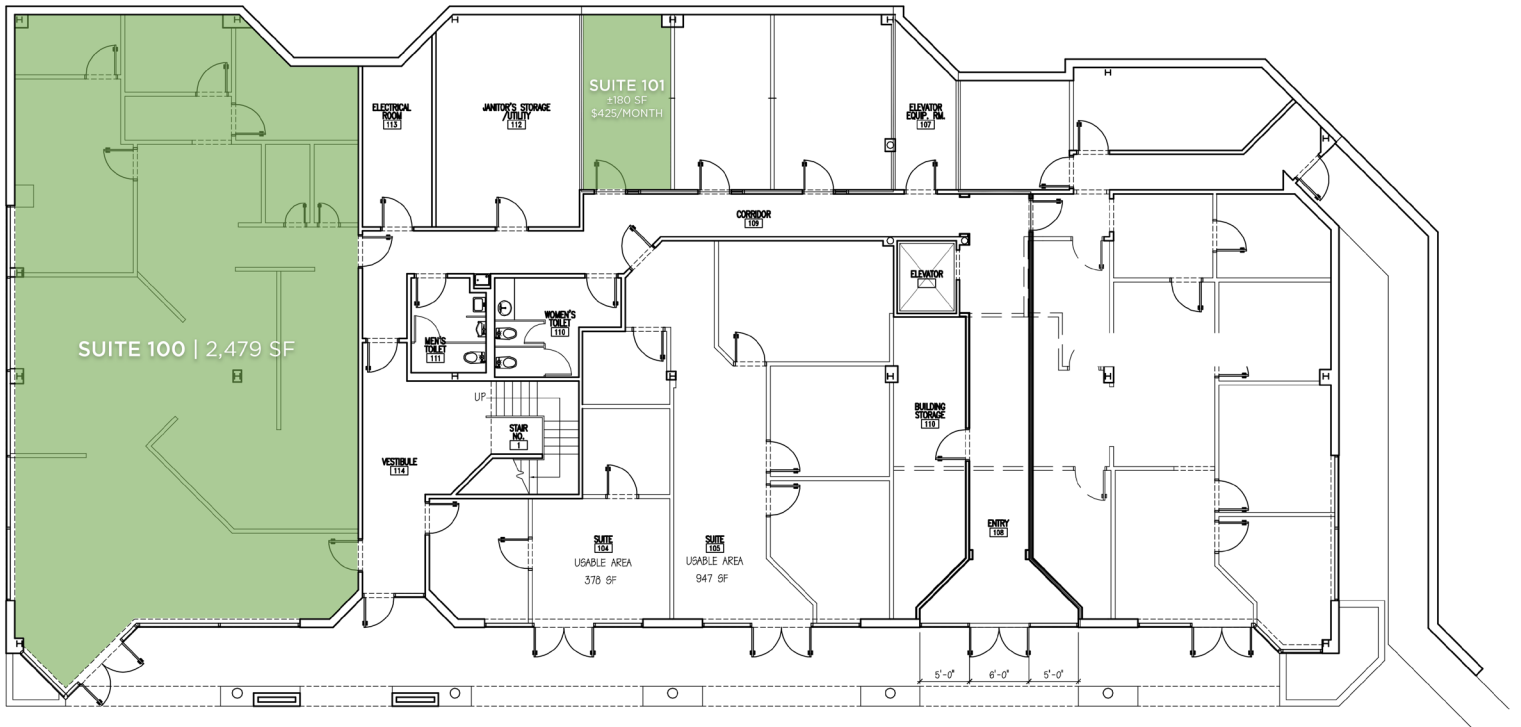 SUITE 101
±180 SF
$425/MONTH
ELECTRICAL
ROOM
113
JANITOR'S STORAGE
/UTILITY
112
ELEVATOR
EQUIP. RM.
107
CORRIDOR
109
ELEVATOR
WOMEN'S
TOILET
110
MEN'S
TOILET
111
SUITE 100 | 2,479 SF
UP
STAIR
NO.
1
BUILDING
STORAGE
110
VESTIBULE
114
ENTRY
108
SUITE
104
USABLE AREA
378 SF
SUITE
105
USABLE AREA
947 SF
5'-0"
6'-0"
5'-0"